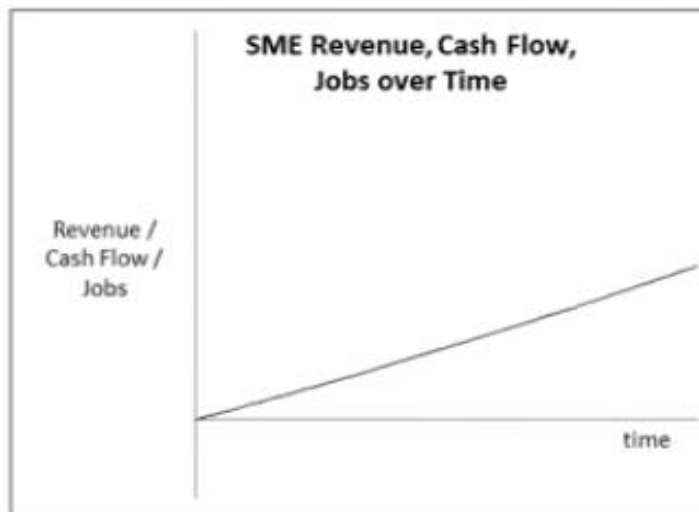 SME Revenue, Cash Flow,
Jobs over Time
Revenue /
Cash Flow /
Jobs
time